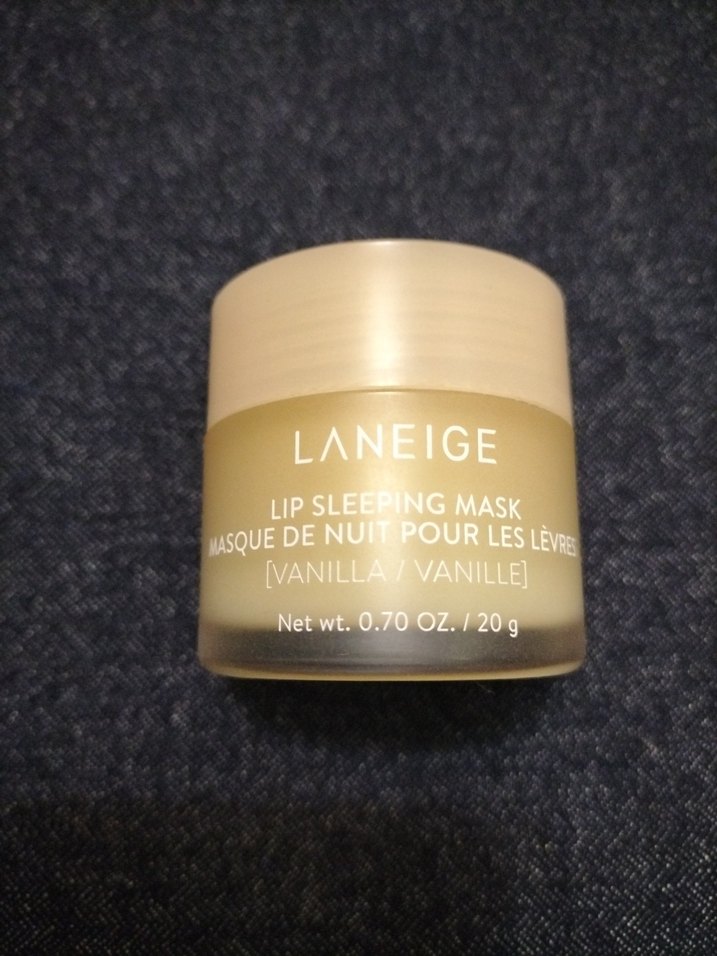 LANEIGE
LIP SLEEPING MASK
MASQUE DE NUIT POUR LES LÈVRES
[VANILLA / VANILLE]
Net wt. 0.70 OZ. / 20 g